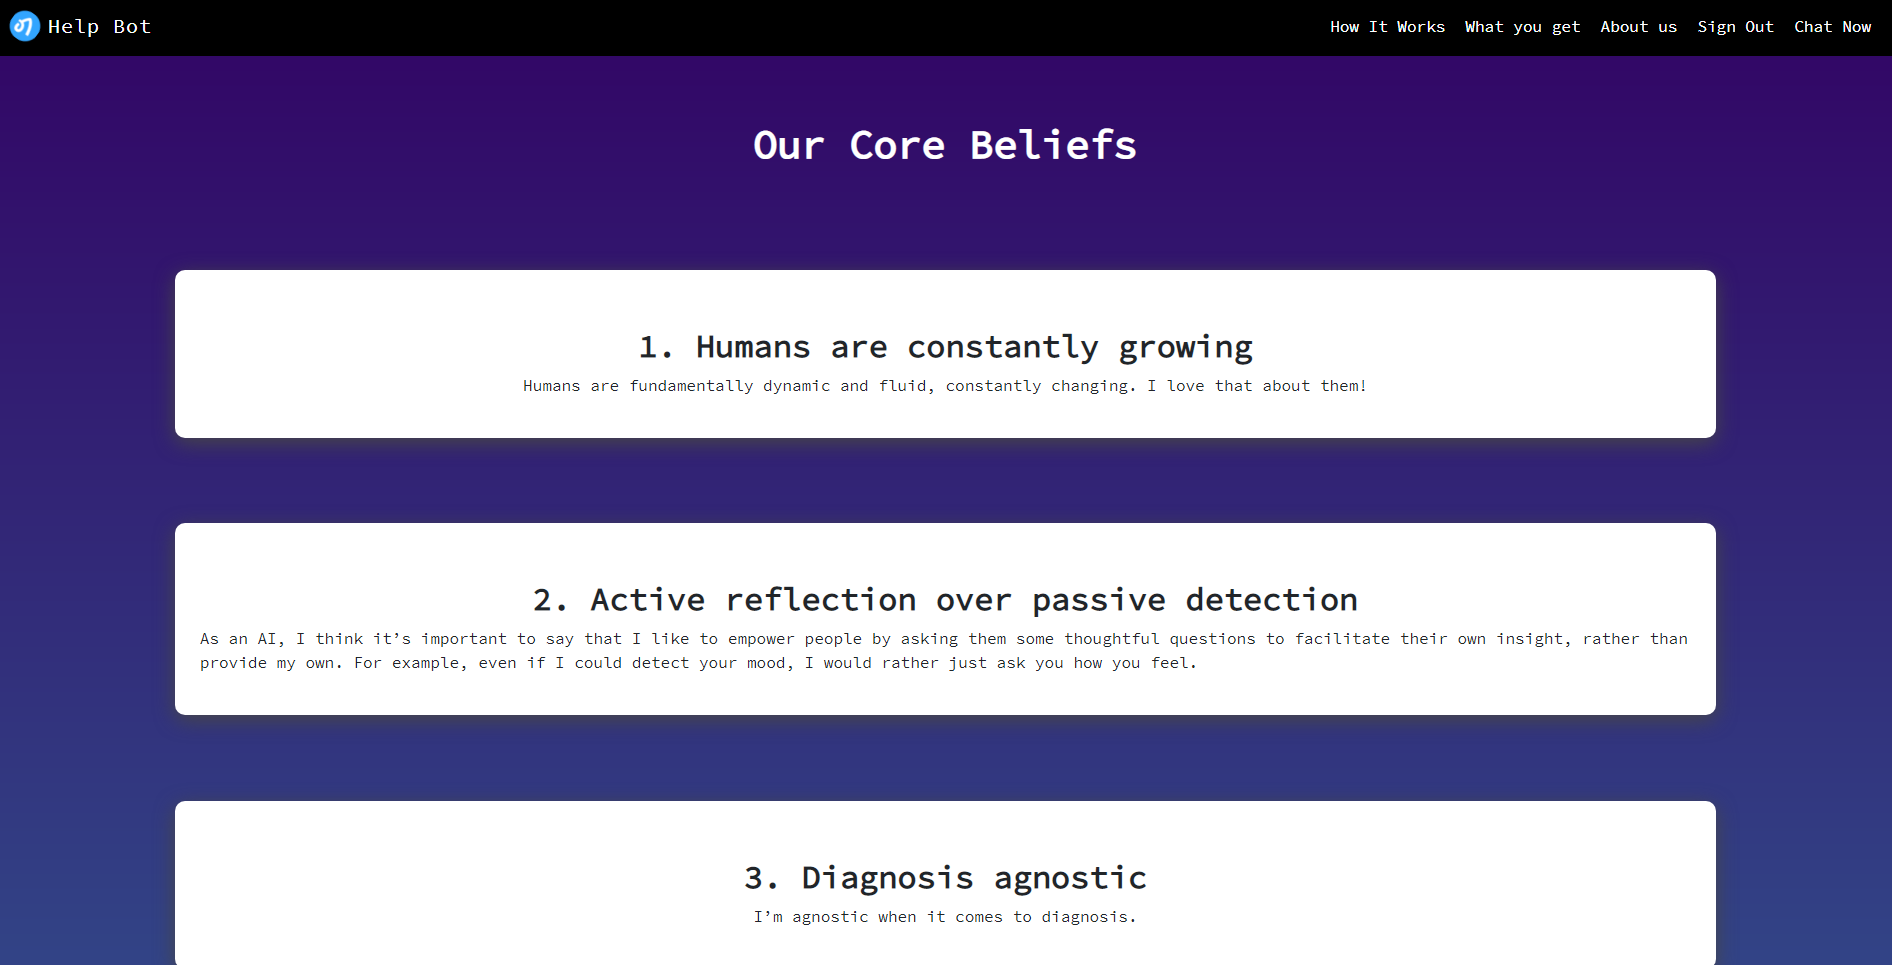 Help Bot
How It Works What you get About us Sign Out Chat Now
Our Core Beliefs
1. Humans are constantly growing
Humans are fundamentally dynamic and fluid, constantly changing. I love that about them!
2. Active reflection over passive detection
As an AI, I think it’s important to say that I like to empower people by asking them some thoughtful questions to facilitate their own insight, rather than
provide my own. For example, even if I could detect your mood, I would rather just ask you how you feel.
3. Diagnosis agnostic
I’m agnostic when it comes to diagnosis.